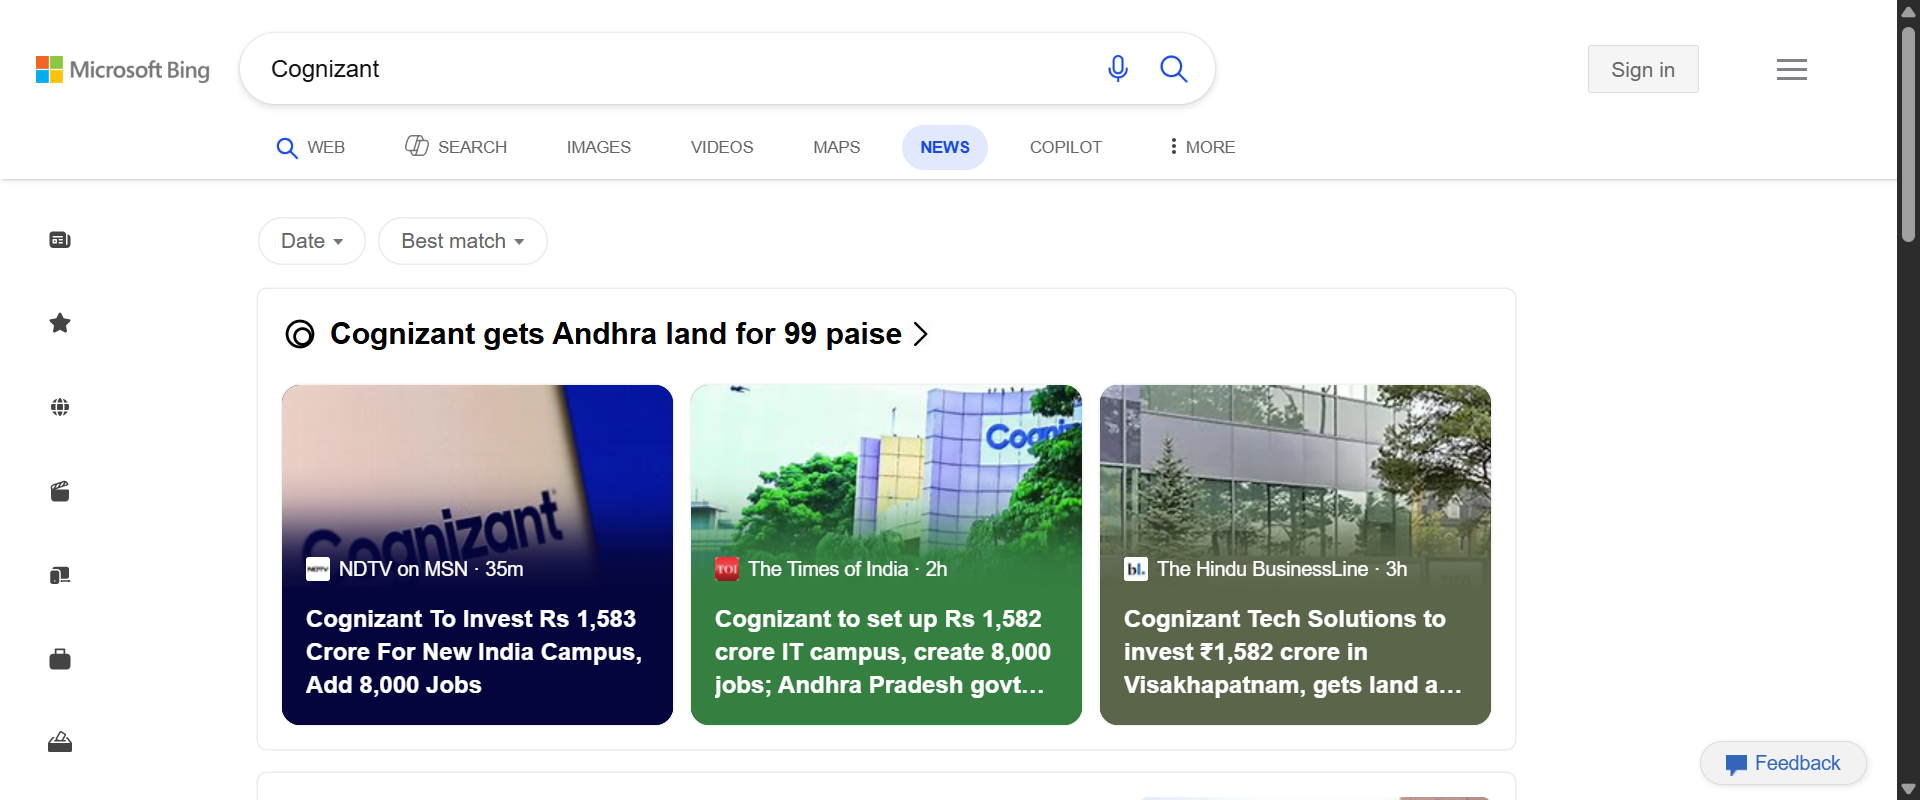 Microsoft Bing
Cognizant
Sign in
WEB
SEARCH
IMAGES
VIDEOS
MAPS
NEWS
COPILOT
MORE
Date
Best match
Cognizant gets Andhra land for 99 paise
Cognizant
NDTV
NDTV on MSN · 35m
Cognizant To Invest Rs 1,583
Crore For New India Campus,
Add 8,000 Jobs
Cogni
TOI
The Times of India · 2h
Cognizant to set up Rs 1,582
crore IT campus, create 8,000
jobs; Andhra Pradesh govt...
bl.
The Hindu BusinessLine · 3h
Cognizant Tech Solutions to
invest ₹1,582 crore in
Visakhapatnam, gets land a...
Feedback